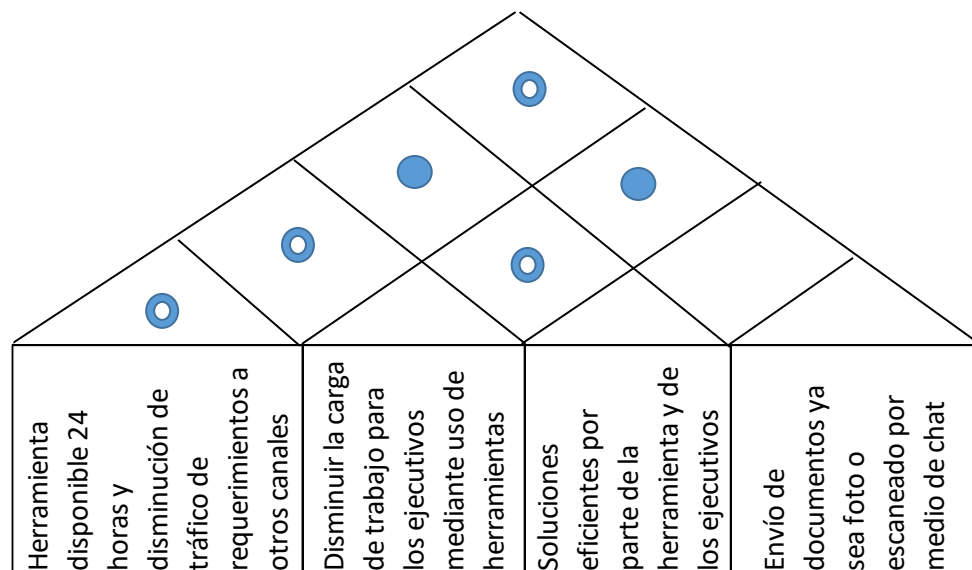 Herramienta
disponible 24
horas y
disminución de
tráfico de
requerimientos a
otros canales
Disminuir la carga
de trabajo para
los ejecutivos
mediante uso de
herramientas
Soluciones
eficientes por
parte de la
herramienta y de
los ejecutivos
Envío de
documentos ya
sea foto o
escaneado por
medio de chat